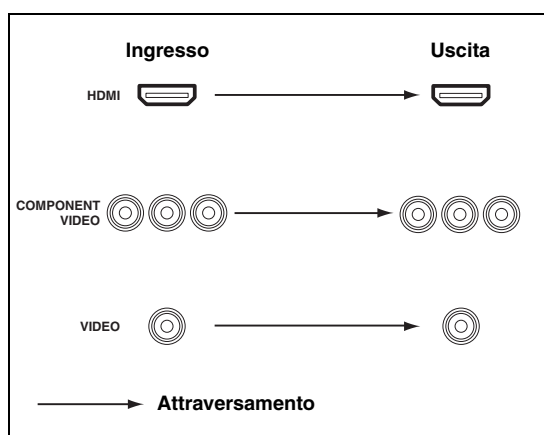 Ingresso Uscita
HDMI
COMPONENT
VIDEO
VIDEO
Attraversamento